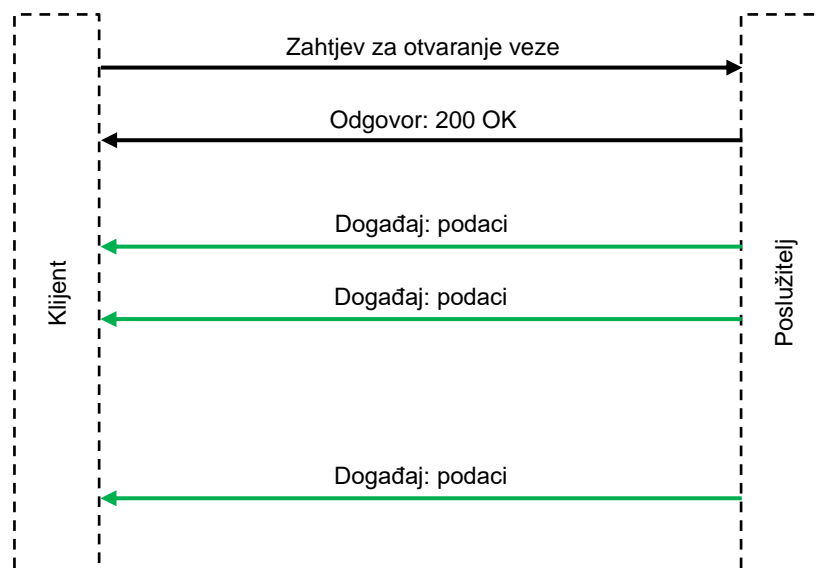 Zahtjev za otvaranje veze
Odgovor: 200 OK
Događaj: podaci
Klijent
Događaj: podaci
Poslužitelj
Događaj: podaci